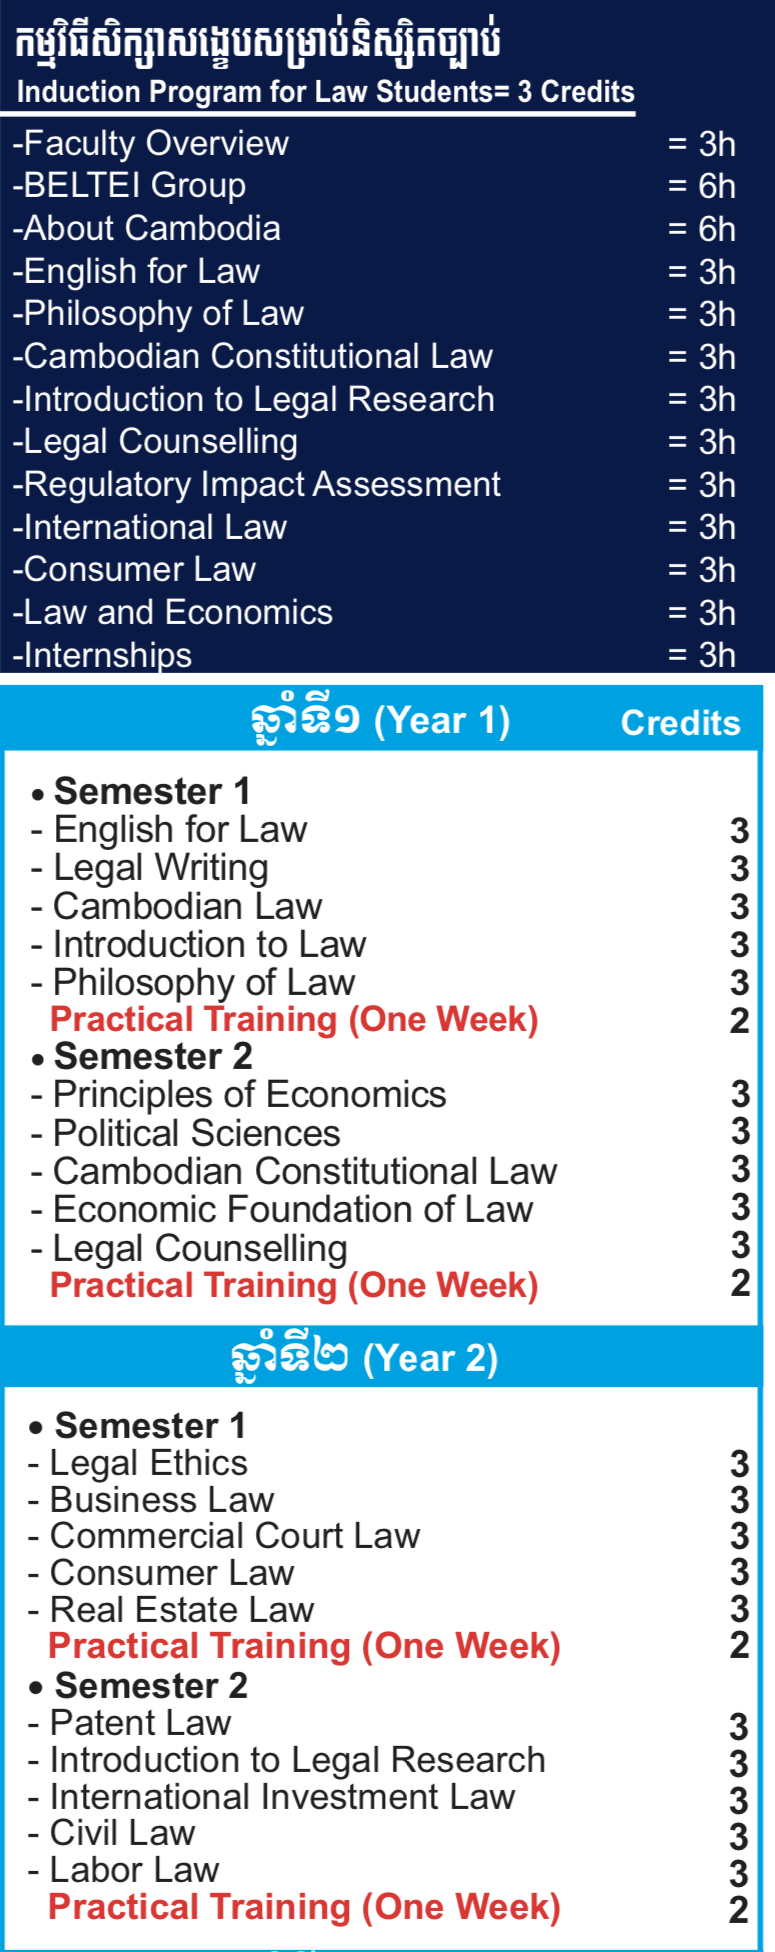 កម្មវិធីសិក្សាសង្ខេបសម្រាប់និស្សិតច្បាប់
Induction Program for Law Students= 3 Credits
-Faculty Overview = 3h
-BELTEI Group = 6h
-About Cambodia = 6h
-English for Law = 3h
-Philosophy of Law = 3h
-Cambodian Constitutional Law = 3h
-Introduction to Legal Research = 3h
-Legal Counselling = 3h
-Regulatory Impact Assessment = 3h
-International Law = 3h
-Consumer Law = 3h
-Law and Economics = 3h
-Internships = 3h
ឆ្នាំទី១ (Year 1) Credits
• Semester 1
- English for Law 3
- Legal Writing 3
- Cambodian Law 3
- Introduction to Law 3
- Philosophy of Law 3
Practical Training (One Week) 2
• Semester 2
- Principles of Economics 3
- Political Sciences 3
- Cambodian Constitutional Law 3
- Economic Foundation of Law 3
- Legal Counselling 3
Practical Training (One Week) 2
ឆ្នាំទី២ (Year 2)
• Semester 1
- Legal Ethics 3
- Business Law 3
- Commercial Court Law 3
- Consumer Law 3
- Real Estate Law 3
Practical Training (One Week) 2
• Semester 2
- Patent Law 3
- Introduction to Legal Research 3
- International Investment Law 3
- Civil Law 3
- Labor Law 3
Practical Training (One Week) 2